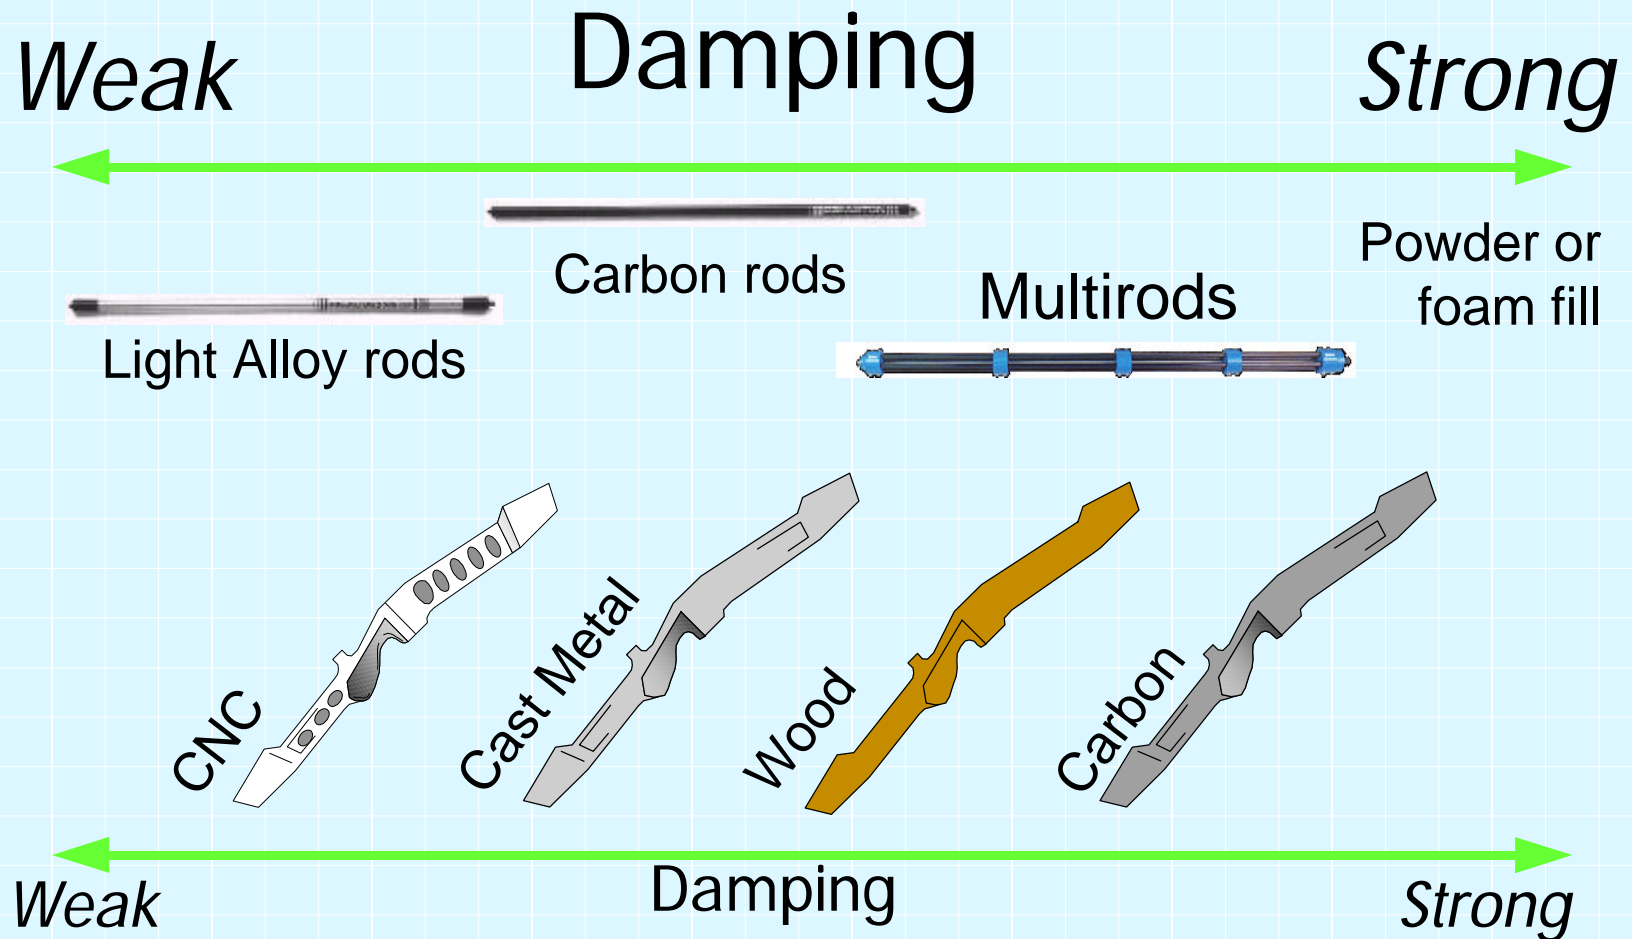 Damping
Weak
Strong
Carbon rods
Powder or
foam fill
Multirods
Light Alloy rods
CNC
Cast Metal
Wood
Carbon
Damping
Weak
Strong